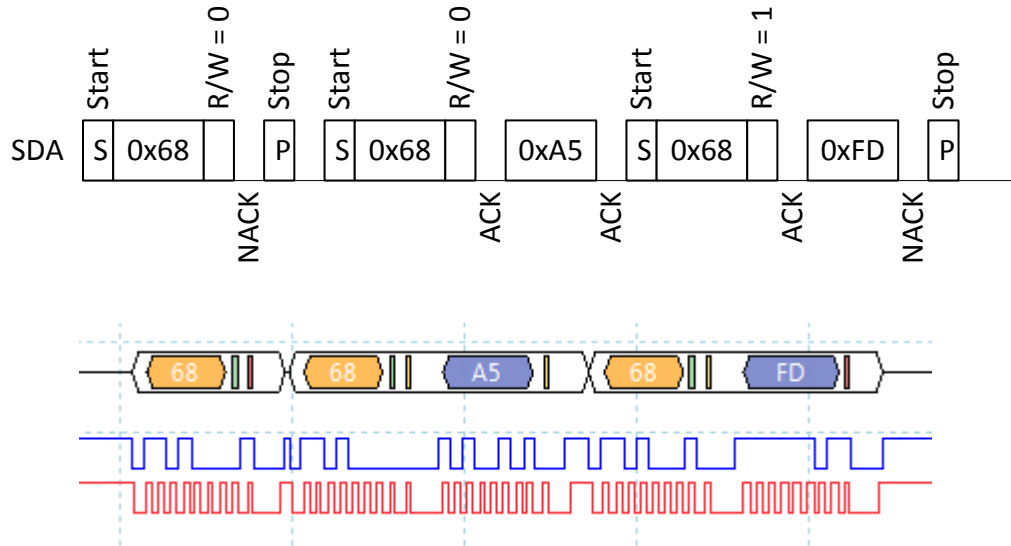 Start R/W = 0 Stop Start R/W = 0 Start R/W = 1 Stop
SDA S 0x68 P S 0x68 0xA5 S 0x68 0xFD P
NACK ACK ACK ACK NACK
68 68 A5 68 FD